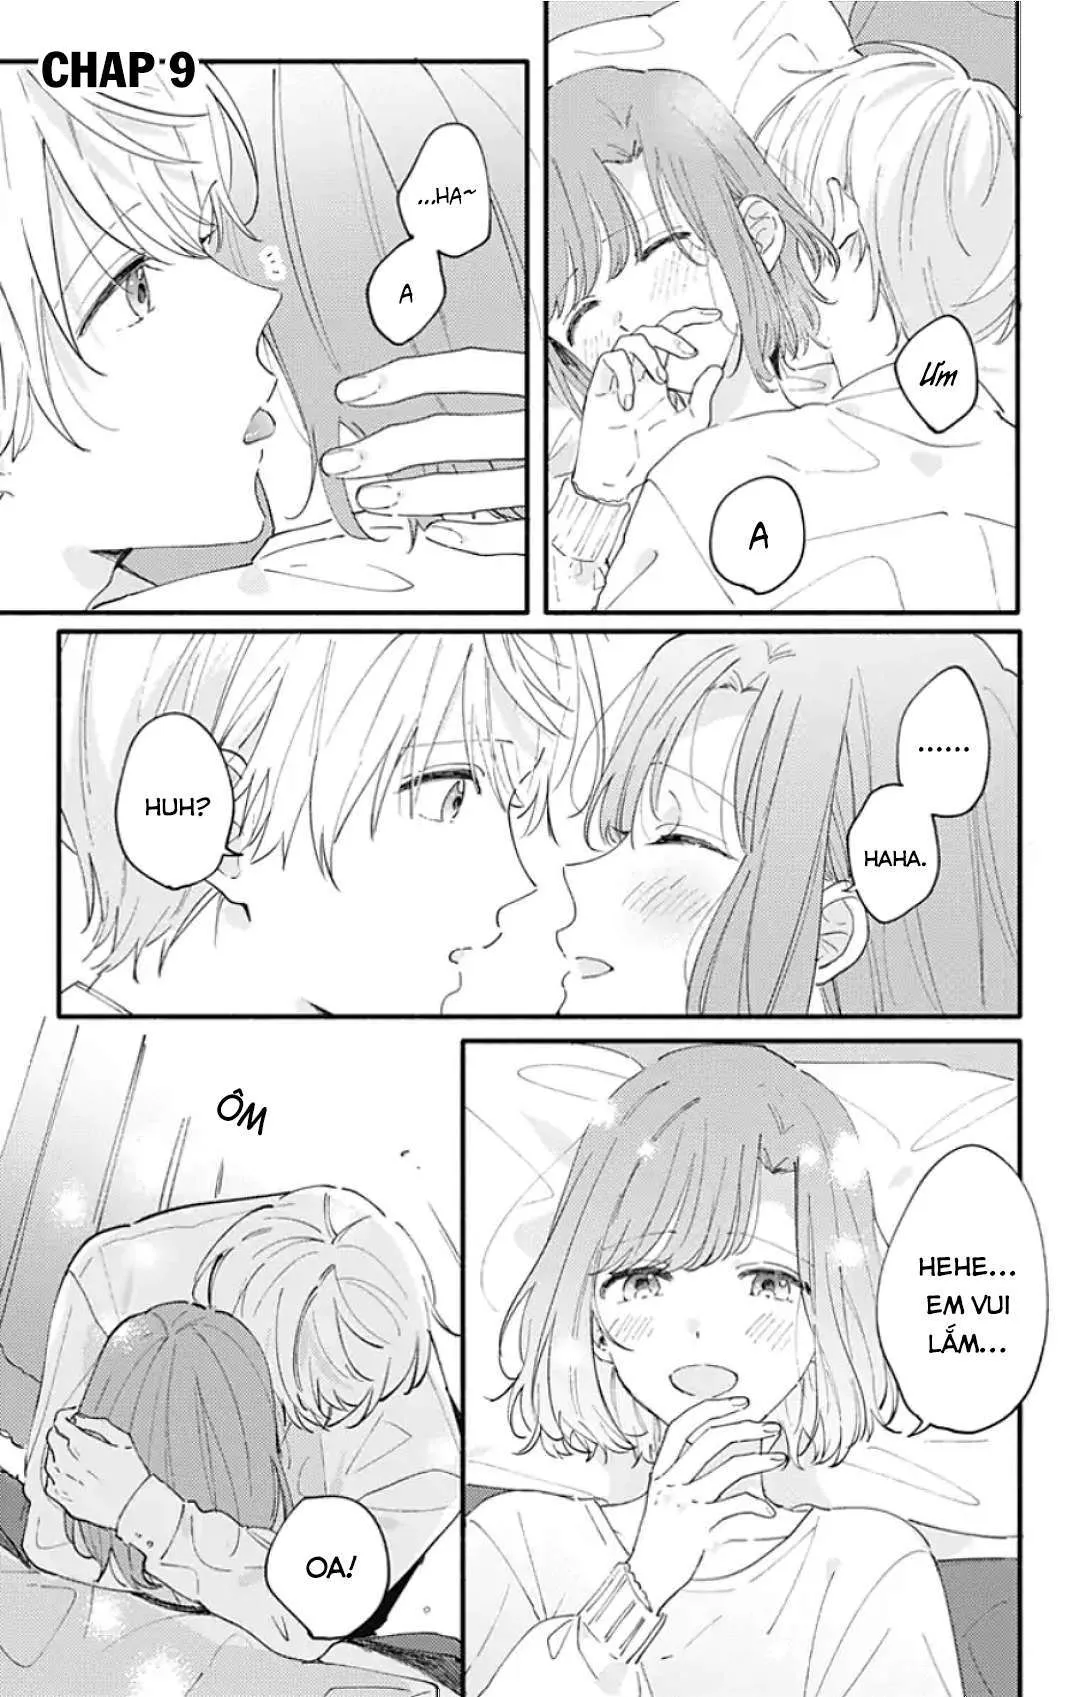 CHAP 9
ƯM
A
...HA~
A
......
HAHA.
HUH?
HEHE...
EM VUI
LẮM...
ÔM
OA!